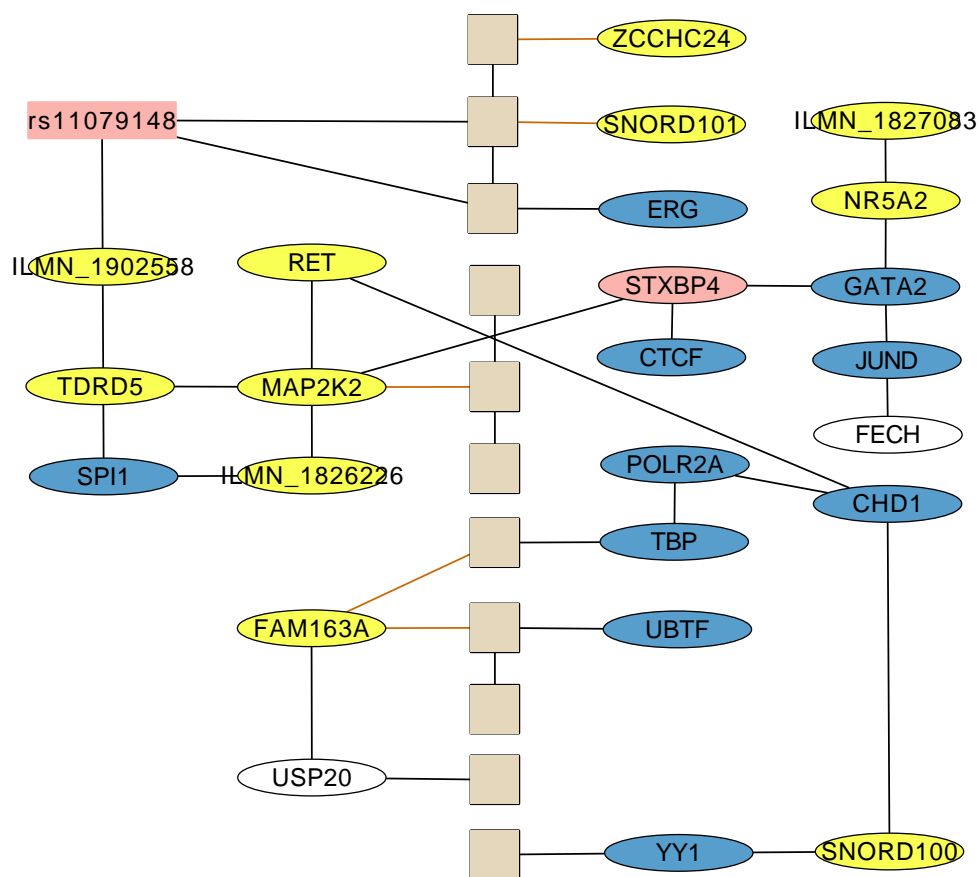 ZCCHC24
rs11079148
SNORD101
ILMN_1827083
NR5A2
ERG
ILMN_1902558
RET
STXBP4
GATA2
CTCF
JUND
TDRD5
MAP2K2
FECH
SPI1
ILMN_1826226
POLR2A
CHD1
TBP
FAM163A
UBTF
USP20
YY1
SNORD100